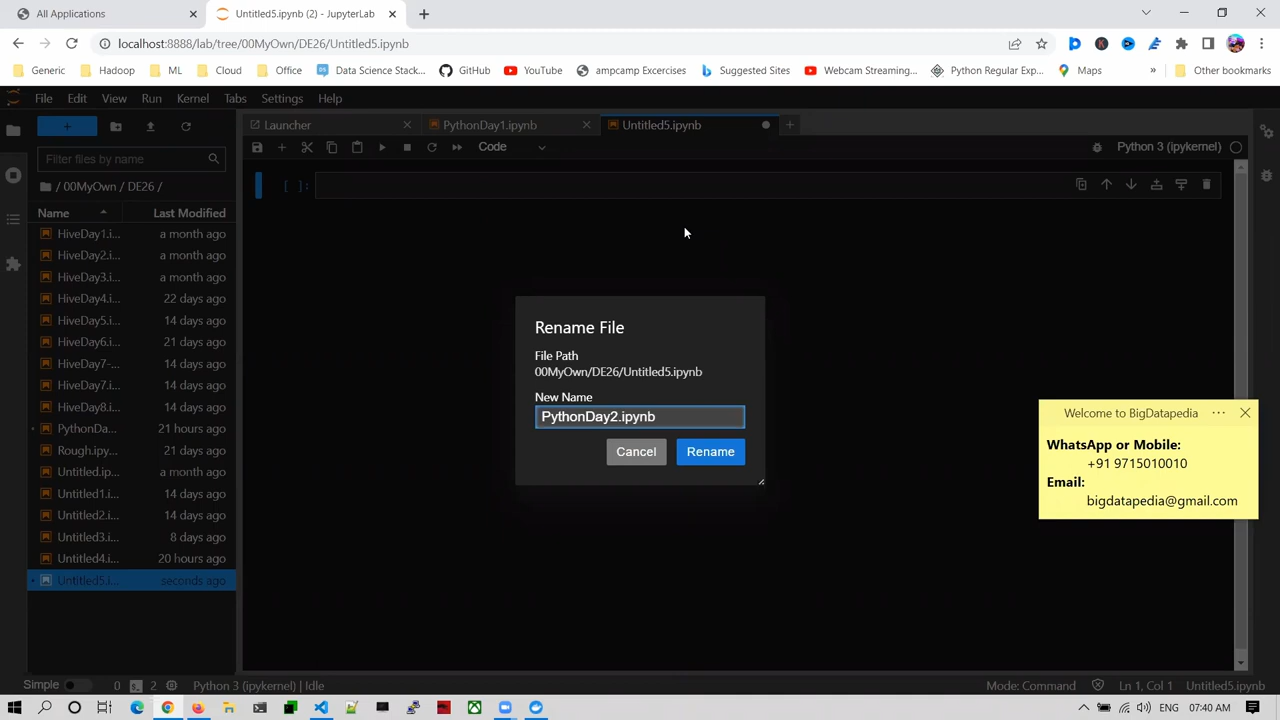 All Applications
Untitled5.ipynb (2) - JupyterLab
localhost:8888/lab/tree/00MyOwn/DE26/Untitled5.ipynb
Generic Hadoop ML Cloud Office Data Science Stack... GitHub YouTube ampcamp Excercises Suggested Sites Webcam Streaming... Python Regular Exp... Maps » Other bookmarks
File Edit View Run Kernel Tabs Settings Help
Launcher PythonDay1.ipynb Untitled5.ipynb
Code Python 3 (ipykernel)
Filter files by name
/ 00MyOwn / DE26 /
[ ]:
Name Last Modified
HiveDay1.i... a month ago
HiveDay2.i... a month ago
HiveDay3.i... a month ago
HiveDay4.i... 22 days ago
HiveDay5.i... 14 days ago
HiveDay6.i... 21 days ago
HiveDay7-... 14 days ago
HiveDay7.i... 14 days ago
HiveDay8.i... 14 days ago
PythonDa... 21 hours ago
Rough.ipy... 21 days ago
Untitled.ip... a month ago
Untitled1.i... 14 days ago
Untitled2.i... 14 days ago
Untitled3.i... 8 days ago
Untitled4.i... 20 hours ago
Untitled5.i... seconds ago
Rename File
File Path
00MyOwn/DE26/Untitled5.ipynb
New Name
PythonDay2.ipynb
Cancel Rename
Welcome to BigDatapedia
WhatsApp or Mobile:
+91 9715010010
Email:
bigdatapedia@gmail.com
Simple 0 2 Python 3 (ipykernel) | Idle Mode: Command Ln 1, Col 1 Untitled5.ipynb
ENG 07:40 AM